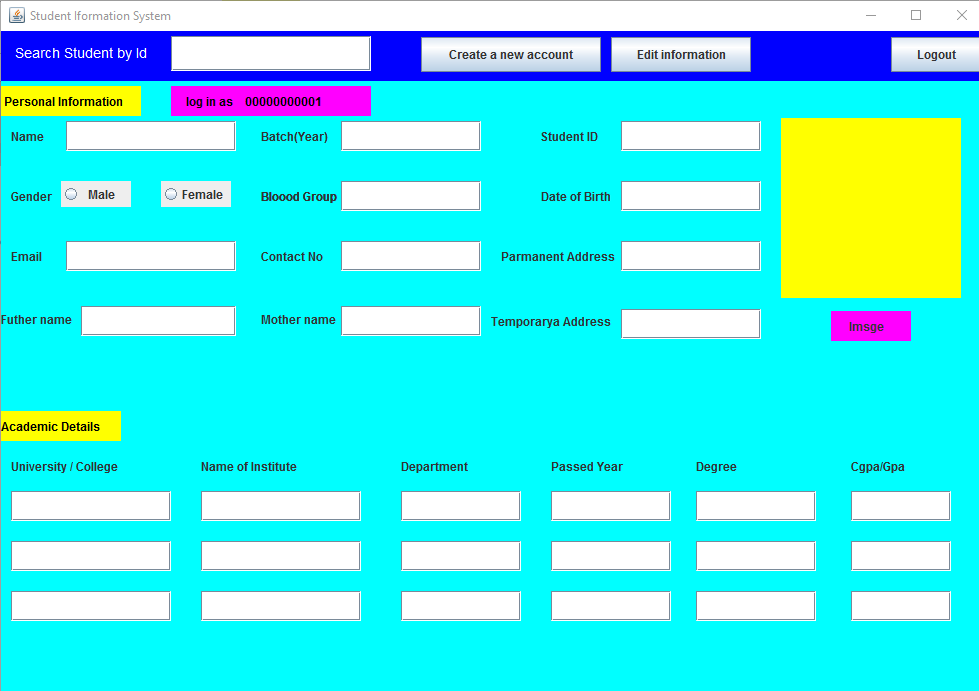 Student Iformation System
Search Student by Id Create a new account Edit information Logout
Personal Information log in as 00000000001
Name Batch(Year) Student ID
Gender Male Female Bloood Group Date of Birth
Email Contact No Parmanent Address
Futher name Mother name Temporarya Address Imsge
Academic Details
University / College Name of Institute Department Passed Year Degree Cgpa/Gpa